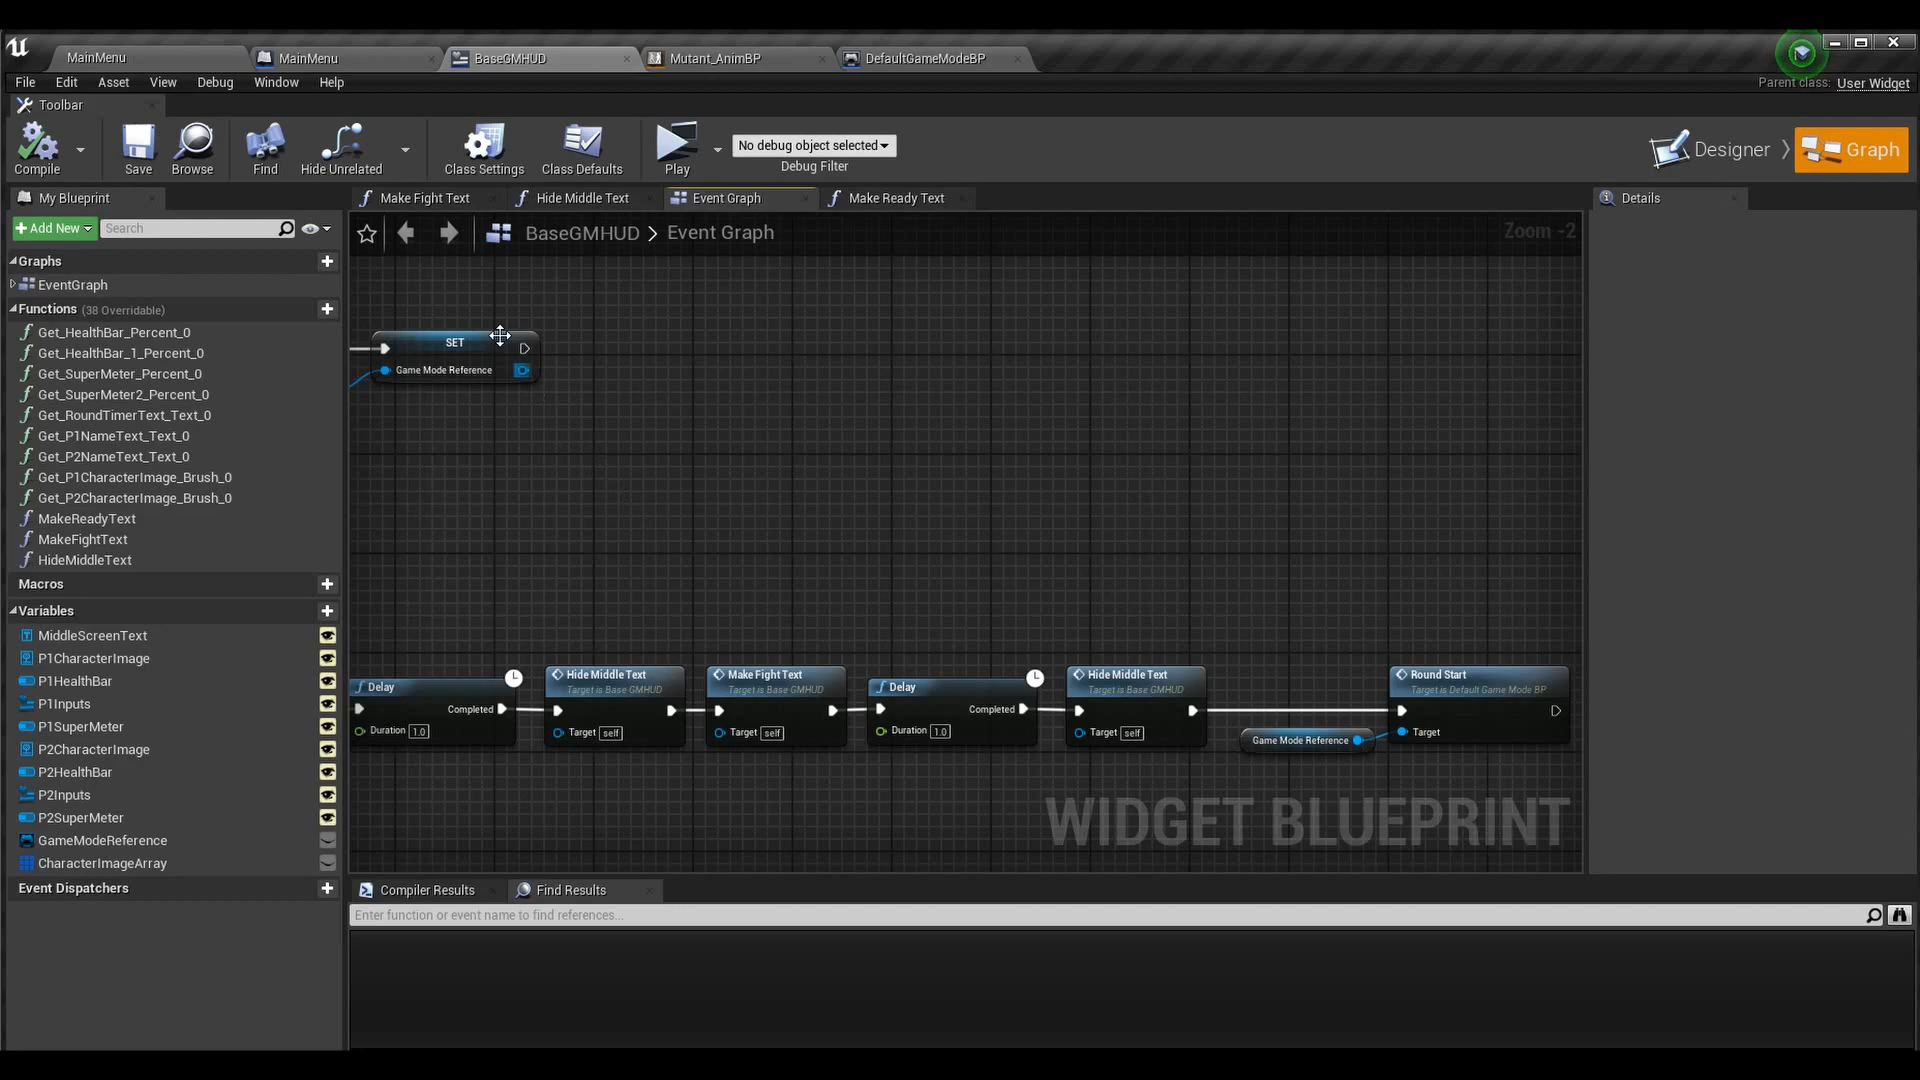 MainMenu
MainMenu
BaseGMHUD
Mutant_AnimBP
DefaultGameModeBP
File Edit Asset View Debug Window Help
Parent class: User Widget
Toolbar
Compile
Save
Browse
Find
Hide Unrelated
Class Settings
Class Defaults
Play
No debug object selected
Debug Filter
Designer
Graph
My Blueprint
Make Fight Text
Hide Middle Text
Event Graph
Make Ready Text
Details
Add New
Search
BaseGMHUD > Event Graph
Zoom -2
Graphs
EventGraph
Functions (38 Overridable)
Get_HealthBar_Percent_0
Get_HealthBar_1_Percent_0
Get_SuperMeter_Percent_0
Get_SuperMeter2_Percent_0
Get_RoundTimerText_Text_0
Get_P1NameText_Text_0
Get_P2NameText_Text_0
Get_P1CharacterImage_Brush_0
Get_P2CharacterImage_Brush_0
MakeReadyText
MakeFightText
HideMiddleText
Macros
Variables
MiddleScreenText
P1CharacterImage
P1HealthBar
P1Inputs
P1SuperMeter
P2CharacterImage
P2HealthBar
P2Inputs
P2SuperMeter
GameModeReference
CharacterImageArray
Event Dispatchers
SET
Game Mode Reference
Delay
Completed
Duration 1.0
Hide Middle Text
Target is Base GMHUD
Target self
Make Fight Text
Target is Base GMHUD
Target self
Delay
Completed
Duration 1.0
Hide Middle Text
Target is Base GMHUD
Target self
Game Mode Reference
Round Start
Target is Default Game Mode BP
Target
WIDGET BLUEPRINT
Compiler Results
Find Results
Enter function or event name to find references...